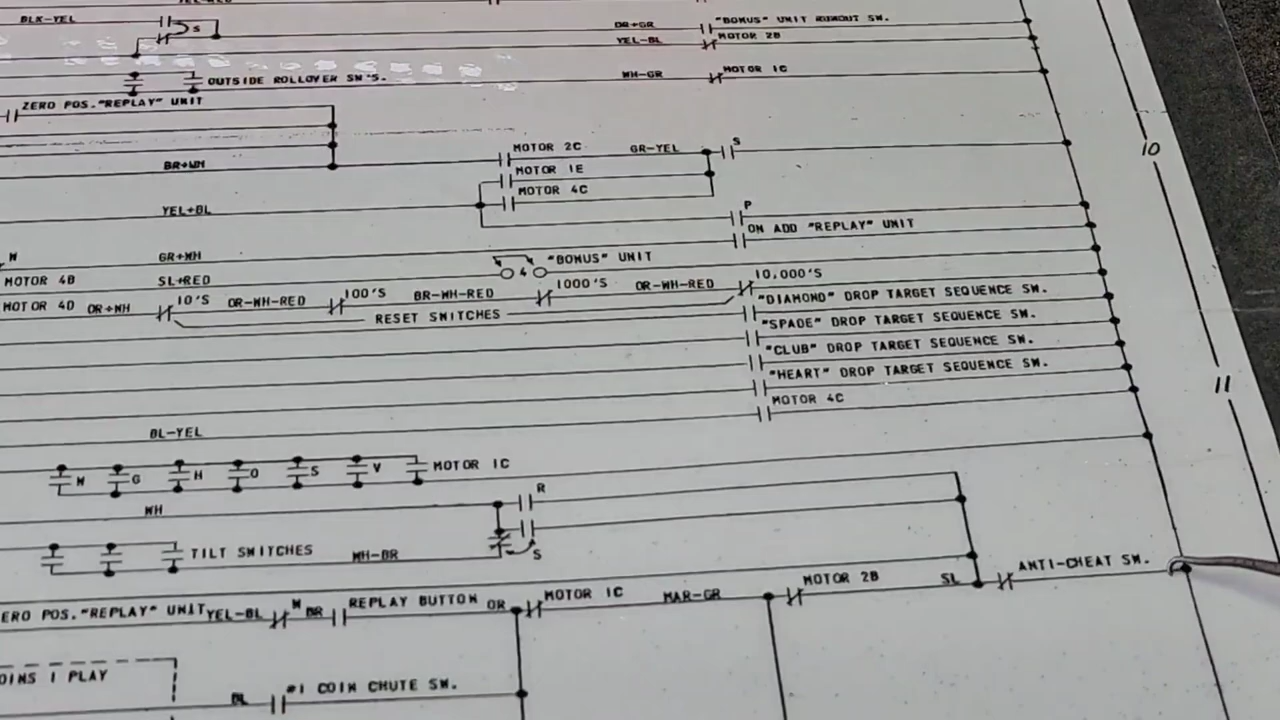 BLK-YEL
S
OR+GR "BONUS" UNIT RUNOUT SW.
YEL-BL MOTOR 2B
OUTSIDE ROLLOVER SW'S. WH-GR MOTOR 1C
ZERO POS. "REPLAY" UNIT
10
BR+WH MOTOR 2C GR-YEL S
MOTOR 1E
MOTOR 4C
YEL+BL P
ON ADD "REPLAY" UNIT
W GR+WH "BONUS" UNIT
MOTOR 4B SL+RED 4
MOTOR 4D OR+WH 10'S OR-WH-RED 100'S BR-WH-RED 1000'S OR-WH-RED 10,000'S
RESET SWITCHES
"DIAMOND" DROP TARGET SEQUENCE SW.
"SPADE" DROP TARGET SEQUENCE SW.
"CLUB" DROP TARGET SEQUENCE SW.
"HEART" DROP TARGET SEQUENCE SW.
11
MOTOR 4C
BL-YEL
G H S V MOTOR 1C
WH R
TILT SWITCHES WH-BR S
ANTI-CHEAT SW.
ERO POS. "REPLAY" UNIT YEL-BL BR REPLAY BUTTON OR MOTOR 1C MAR-GR MOTOR 2B SL
OINS 1 PLAY
BL #1 COIN CHUTE SW.